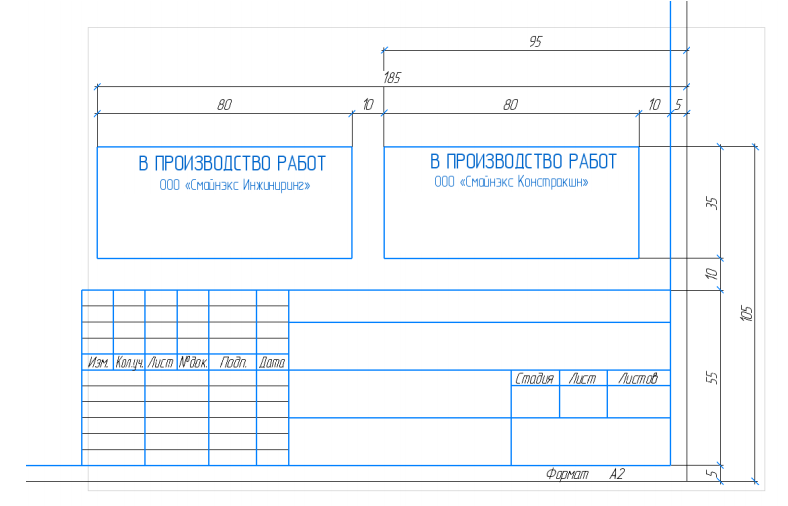 95
185
80 10 80 10 5
В ПРОИЗВОДСТВО РАБОТ
ООО «Смайнэкс Инжиниринг»
В ПРОИЗВОДСТВО РАБОТ
ООО «Смайнэкс Констракшн»
35
10
105
55
5
Изм. Кол.уч. Лист №док. Подп. Дата
Стадия Лист Листов
Формат А2